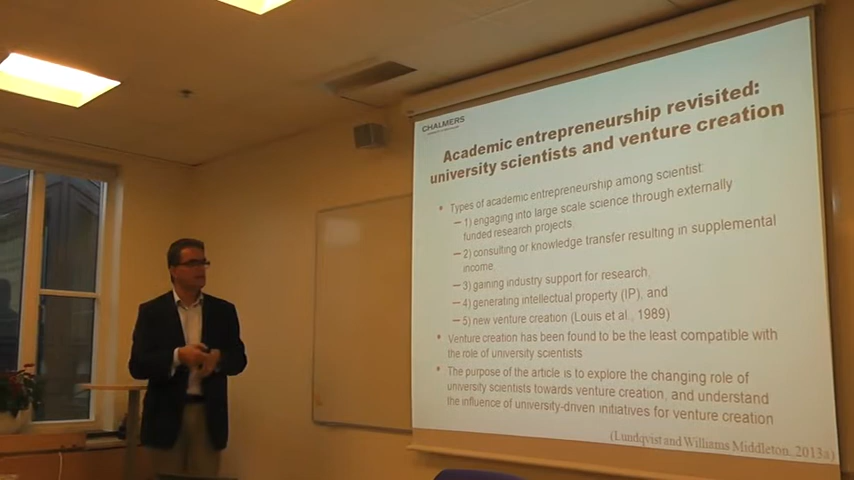 CHALMERS
Academic entrepreneurship revisited:
university scientists and venture creation
• Types of academic entrepreneurship among scientist
– 1) engaging into large scale science through externally
funded research projects
– 2) consulting or knowledge transfer resulting in supplemental
income
– 3) gaining industry support for research,
– 4) generating intellectual property (IP), and
– 5) new venture creation (Louis et al., 1989)
• Venture creation has been found to be the least compatible with
the role of university scientists
• The purpose of the article is to explore the changing role of
university scientists towards venture creation, and understand
the influence of university-driven initiatives for venture creation
(Lundqvist and Williams Middleton, 2013a)